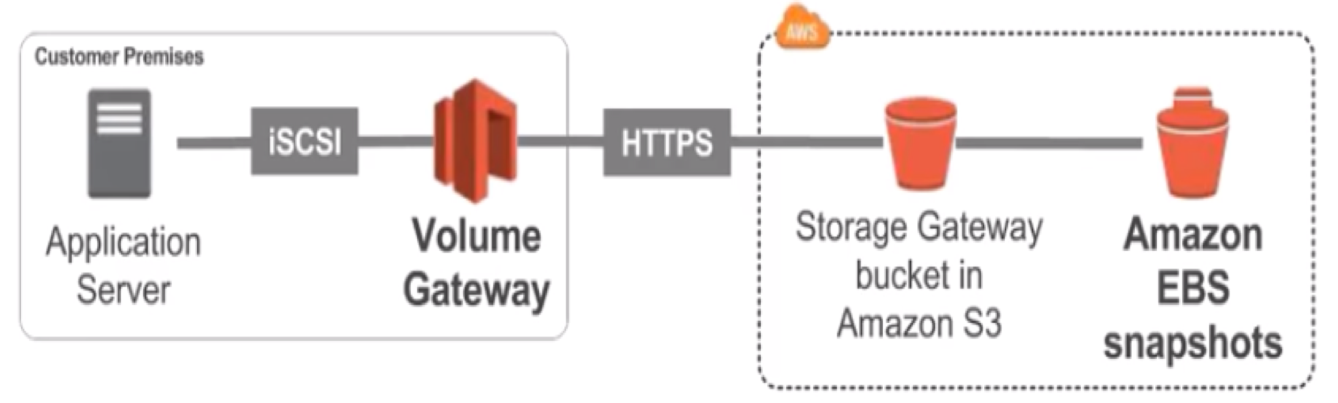 AWS
Customer Premises
iSCSI
HTTPS
Application
Server
Volume
Gateway
Storage Gateway
bucket in
Amazon S3
Amazon
EBS
snapshots